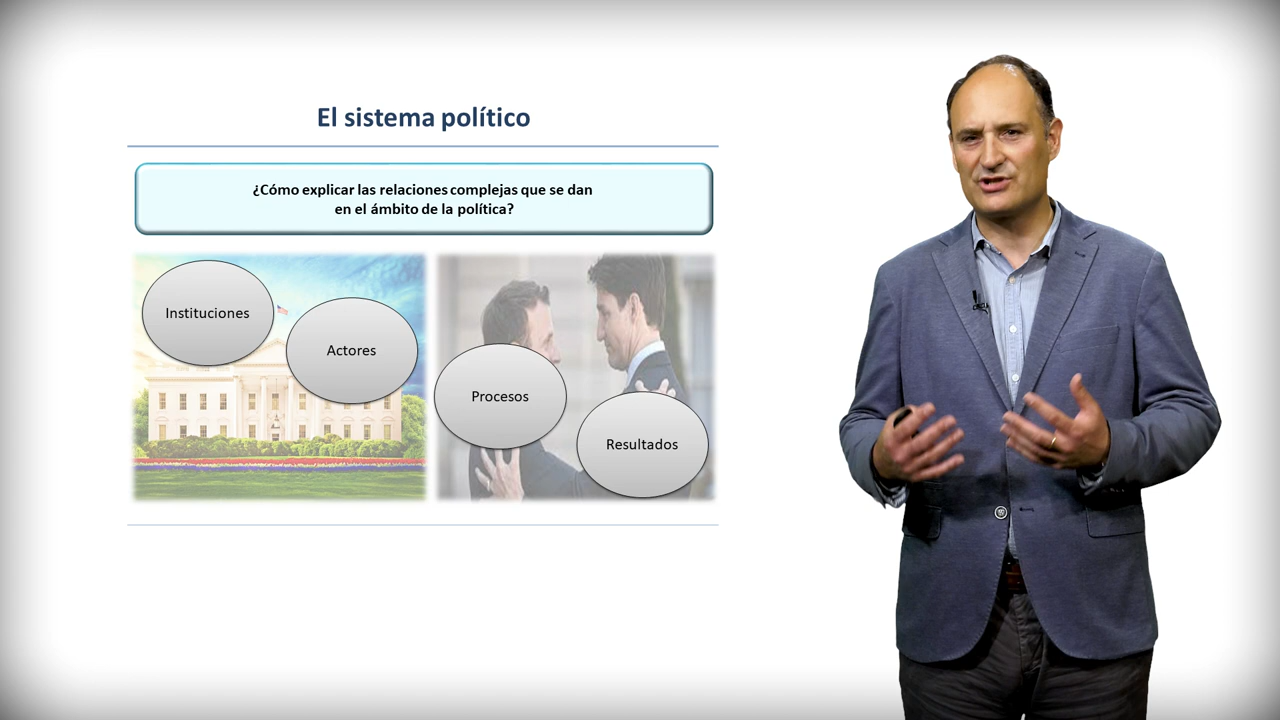 El sistema político
¿Cómo explicar las relaciones complejas que se dan
en el ámbito de la política?
Instituciones
Actores
Procesos
Resultados